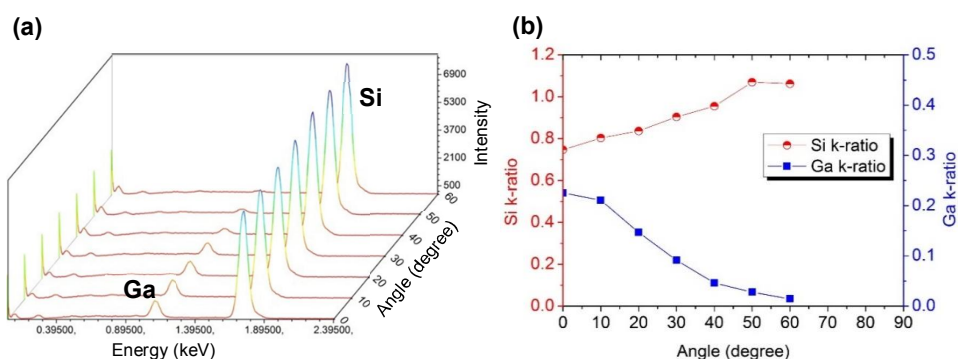 (a)
Si
Ga
6900
5300
3700
2100
500
Intensity
60
50
40
30
20
10
0
Angle (degree)
0.39500
0.89500
1.39500
1.89500
2.39500
Energy (keV)
(b)
1.2
1.0
0.8
0.6
0.4
0.2
0.0
Si k-ratio
Si k-ratio
Ga k-ratio
0.5
0.4
0.3
0.2
0.1
0.0
Ga k-ratio
0 10 20 30 40 50 60 70 80 90
Angle (degree)